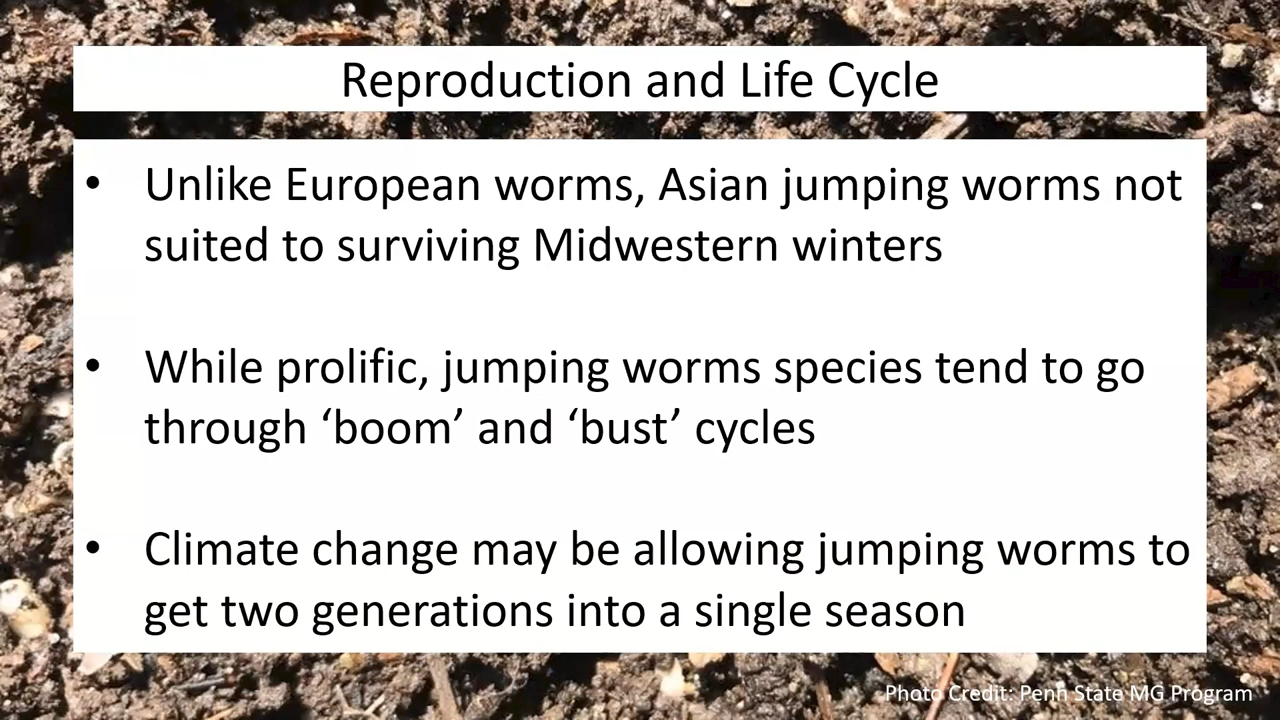 Reproduction and Life Cycle
• Unlike European worms, Asian jumping worms not
suited to surviving Midwestern winters
• While prolific, jumping worms species tend to go
through ‘boom’ and ‘bust’ cycles
• Climate change may be allowing jumping worms to
get two generations into a single season
Photo Credit: Penn State MG Program